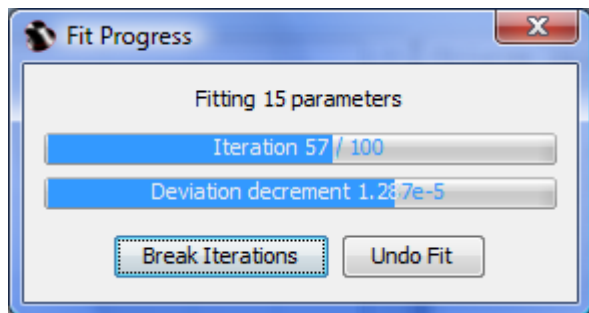 Fit Progress
Fitting 15 parameters
Iteration 57 / 100
Deviation decrement 1.287e-5
Break Iterations
Undo Fit